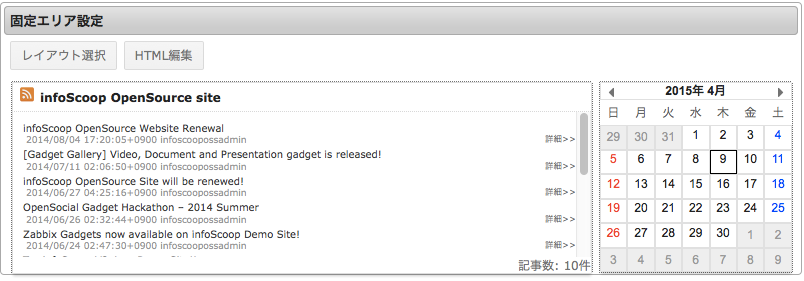 固定エリア設定
レイアウト選択 HTML編集
infoScoop OpenSource site
infoScoop OpenSource Website Renewal
2014/08/04 17:20:05+0900 infoscoopossadmin 詳細>>
[Gadget Gallery] Video, Document and Presentation gadget is released!
2014/07/11 02:06:50+0900 infoscoopossadmin 詳細>>
infoScoop OpenSource Site will be renewed!
2014/06/27 04:25:16+0900 infoscoopossadmin 詳細>>
OpenSocial Gadget Hackathon – 2014 Summer
2014/06/26 02:32:44+0900 infoscoopossadmin 詳細>>
Zabbix Gadgets now available on infoScoop Demo Site!
2014/06/24 02:47:30+0900 infoscoopossadmin 詳細>>
記事数: 10件
2015年 4月
日 月 火 水 木 金 土
29 30 31 1 2 3 4
5 6 7 8 9 10 11
12 13 14 15 16 17 18
19 20 21 22 23 24 25
26 27 28 29 30 1 2
3 4 5 6 7 8 9